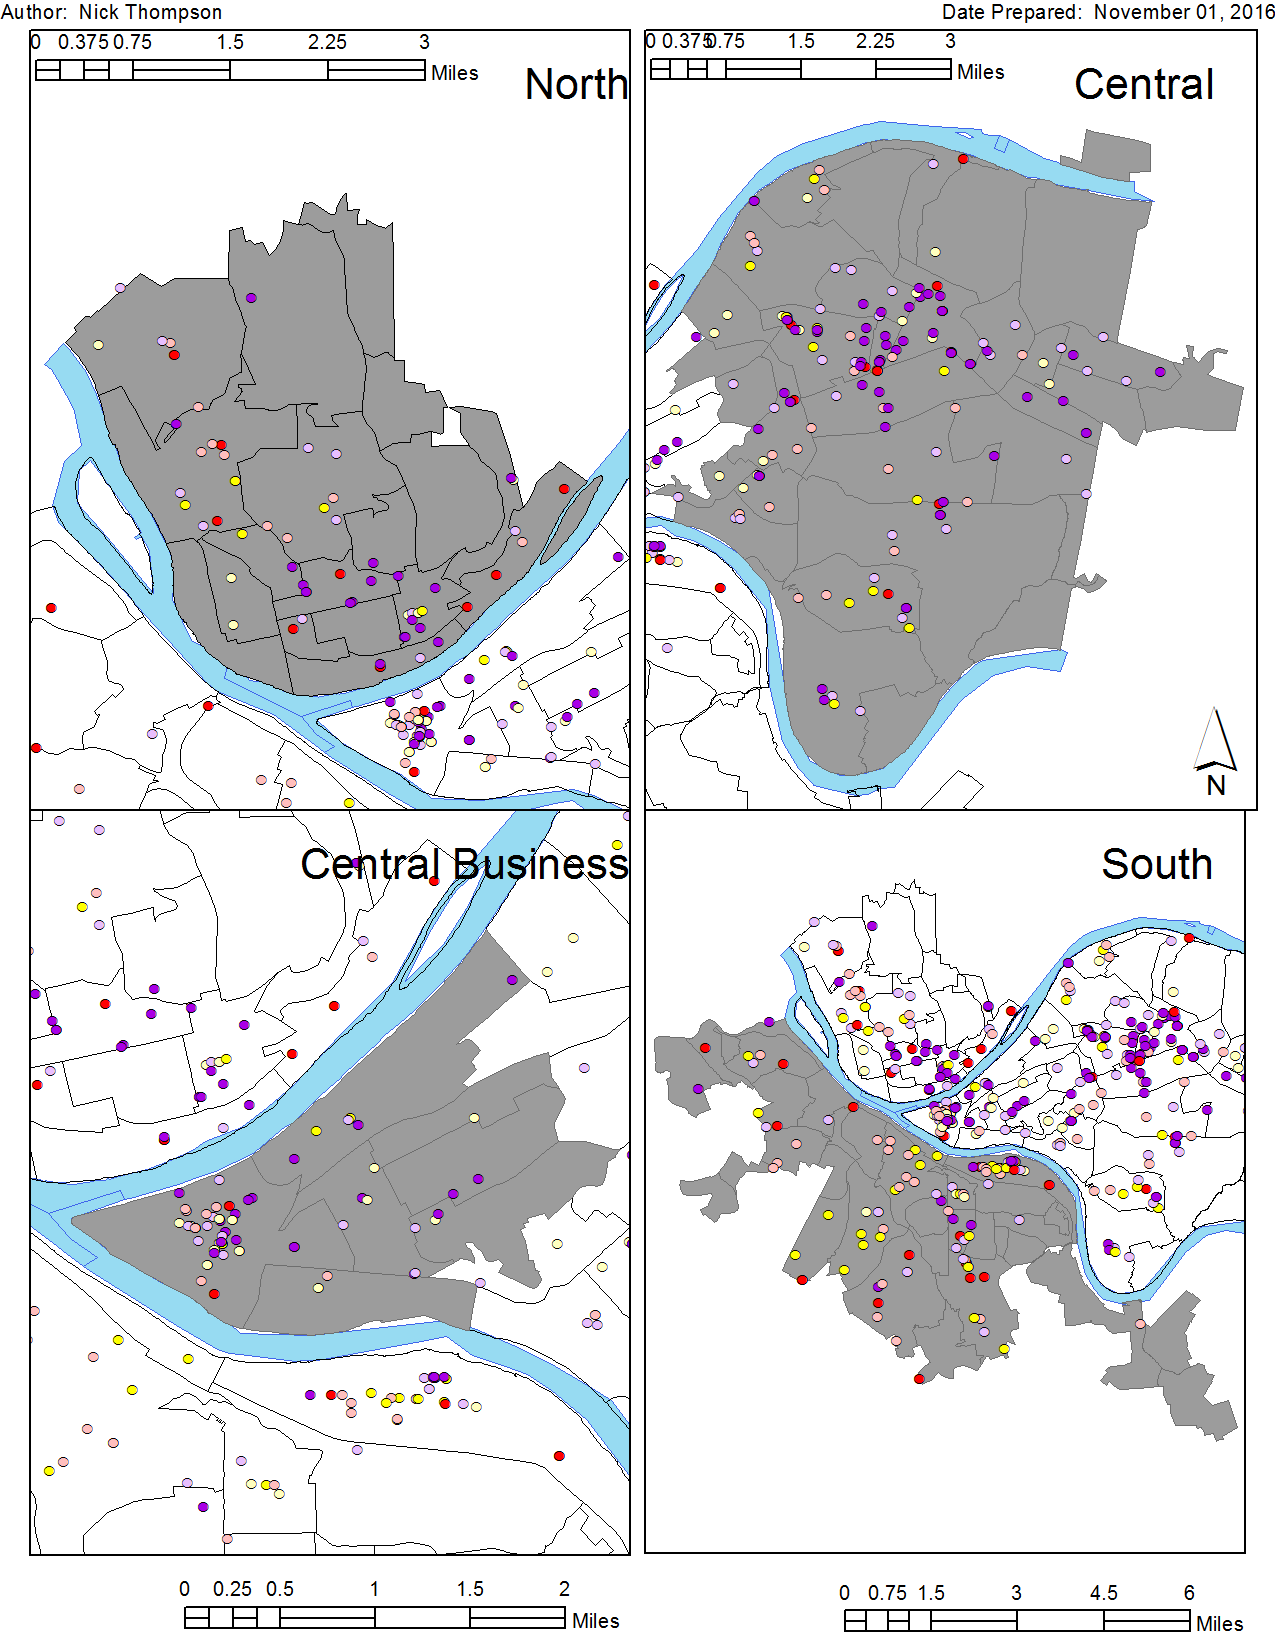 Author:  Nick Thompson
Date Prepared:  November 01, 2016
0 0.375 0.75 1.5 2.25 3
Miles
North
0 0.375 0.75 1.5 2.25 3
Miles
Central
N
Central Business
South
0 0.25 0.5 1 1.5 2
Miles
0 0.75 1.5 3 4.5 6
Miles